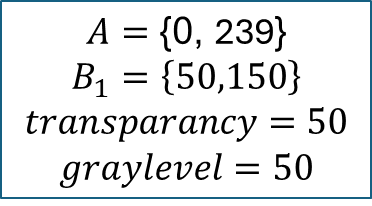 A = {0, 239}
B₁ = {50,150}
transparancy = 50
graylevel = 50